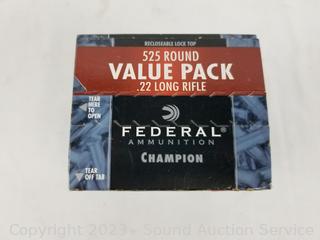 RECLOSEABLE LOCK TOP
525 ROUND
VALUE PACK
.22 LONG RIFLE
TEAR
HERE
TO
OPEN
FEDERAL
AMMUNITION
CHAMPION
TEAR
OFF TAB
Copyright 2023 Sound Auction Service